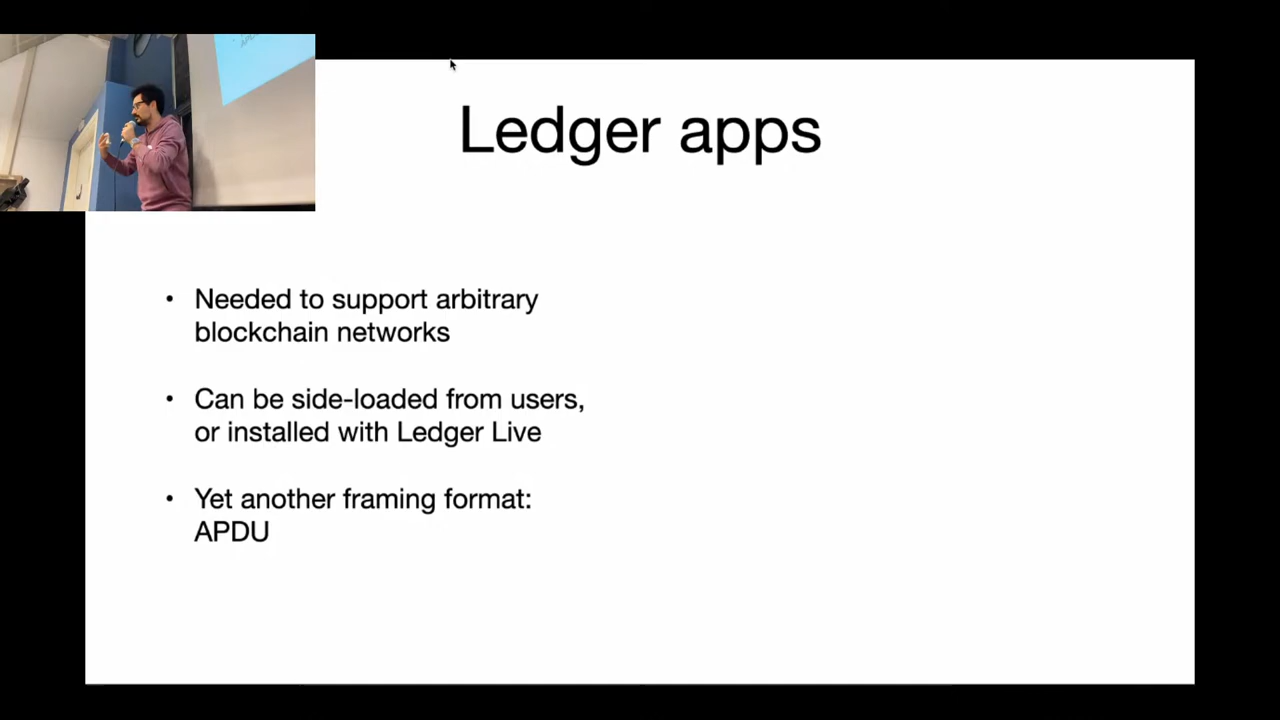 Ledger apps
• Needed to support arbitrary
blockchain networks
• Can be side-loaded from users,
or installed with Ledger Live
• Yet another framing format:
APDU